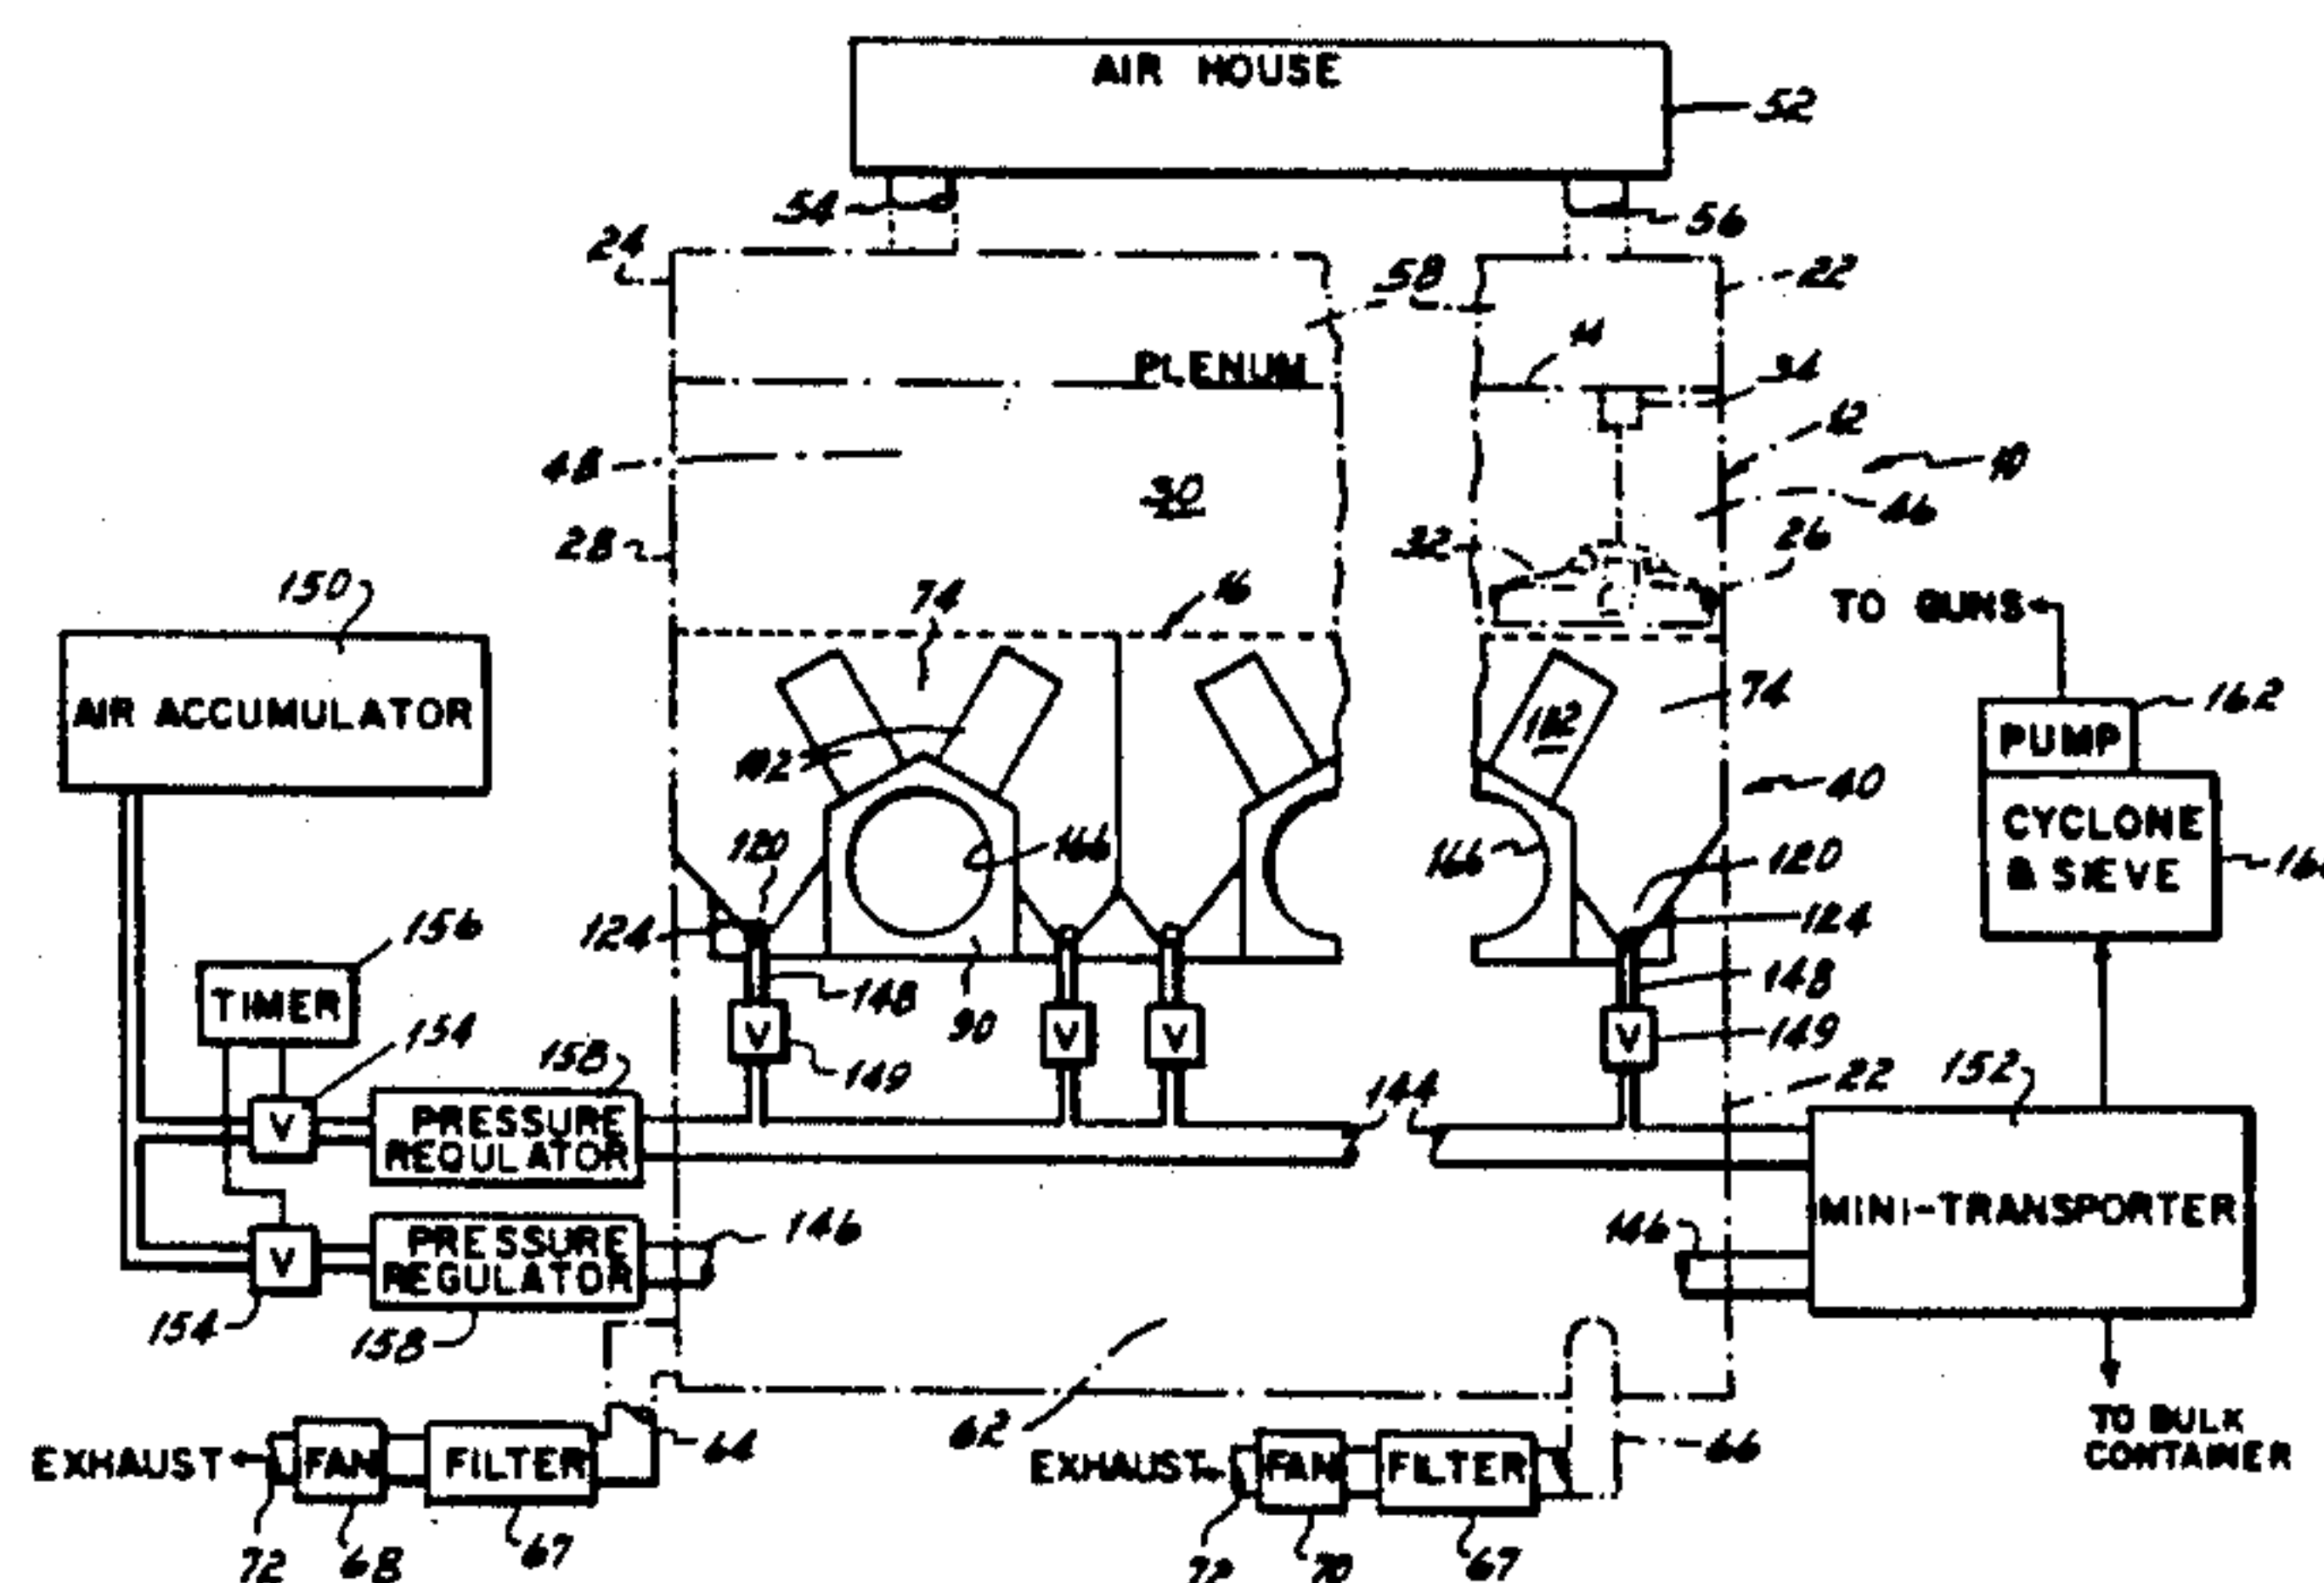 AIR HOUSE
52
54
56
24
58
22
PLENUM
34
12
48
10
30
28
32
26
TO GUNS
150
74
16
AIR ACCUMULATOR
74
162
PUMP
102
112
40
CYCLONE
& SIEVE
120
166
166
120
124
124
156
TIMER
148
90
148
154
158
V
V
V
V
149
149
144
22
152
PRESSURE
REGULATOR
V
MINI-TRANSPORTER
146
146
PRESSURE
REGULATOR
V
154
158
62
TO BULK
CONTAINER
EXHAUST
FAN
FILTER
64
EXHAUST
FAN
FILTER
66
72
68
67
72
70
67